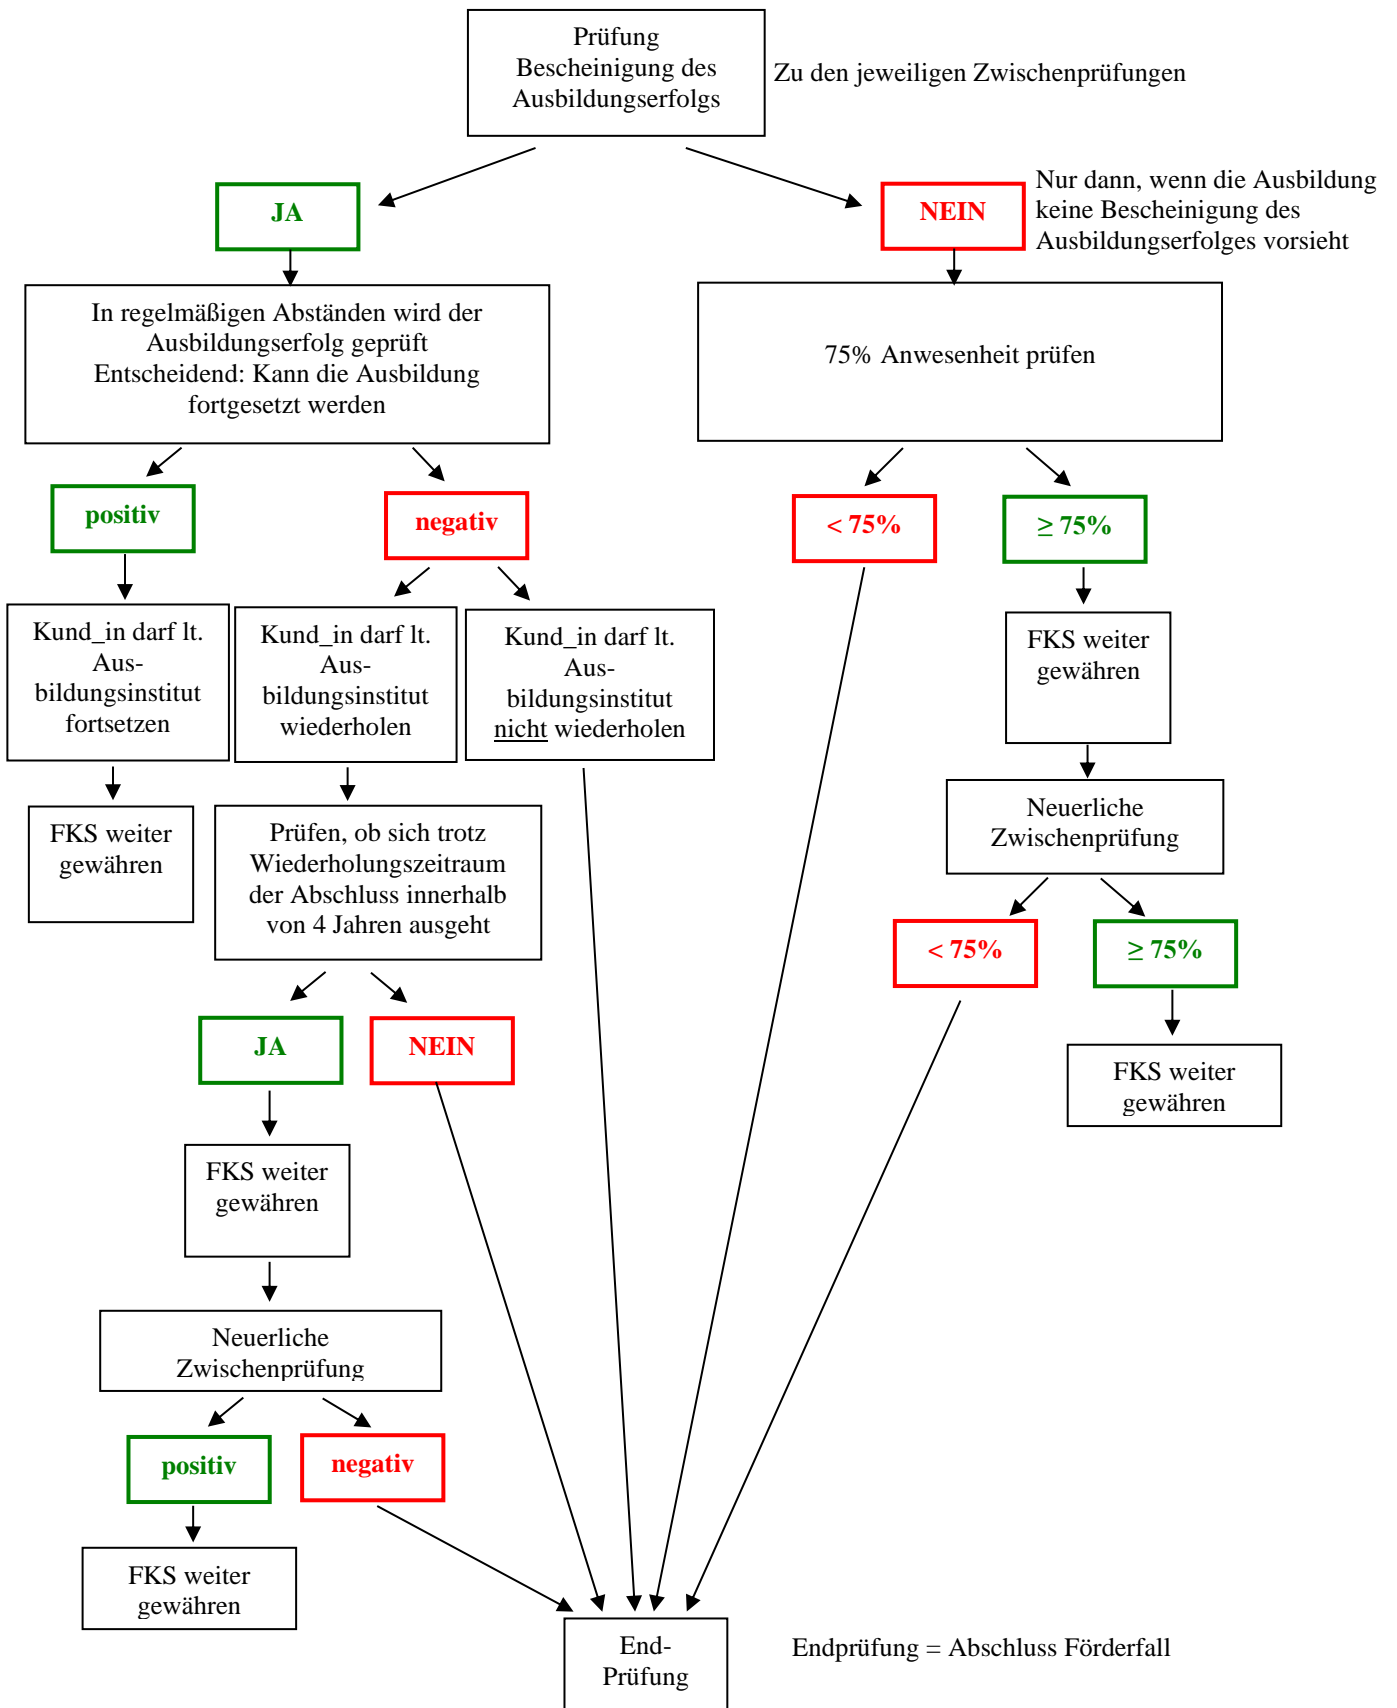 Prüfung
Bescheinigung des
Ausbildungserfolgs
Zu den jeweiligen Zwischenprüfungen
JA
NEIN
Nur dann, wenn die Ausbildung
keine Bescheinigung des
Ausbildungserfolges vorsieht
In regelmäßigen Abständen wird der
Ausbildungserfolg geprüft
Entscheidend: Kann die Ausbildung
fortgesetzt werden
75% Anwesenheit prüfen
positiv
negativ
< 75%
≥ 75%
Kund_in darf lt.
Aus-
bildungsinstitut
fortsetzen
Kund_in darf lt.
Aus-
bildungsinstitut
wiederholen
Kund_in darf lt.
Aus-
bildungsinstitut
nicht wiederholen
FKS weiter
gewähren
FKS weiter
gewähren
Prüfen, ob sich trotz
Wiederholungszeitraum
der Abschluss innerhalb
von 4 Jahren ausgeht
Neuerliche
Zwischenprüfung
< 75%
≥ 75%
JA
NEIN
FKS weiter
gewähren
FKS weiter
gewähren
Neuerliche
Zwischenprüfung
positiv
negativ
FKS weiter
gewähren
End-
Prüfung
Endprüfung = Abschluss Förderfall